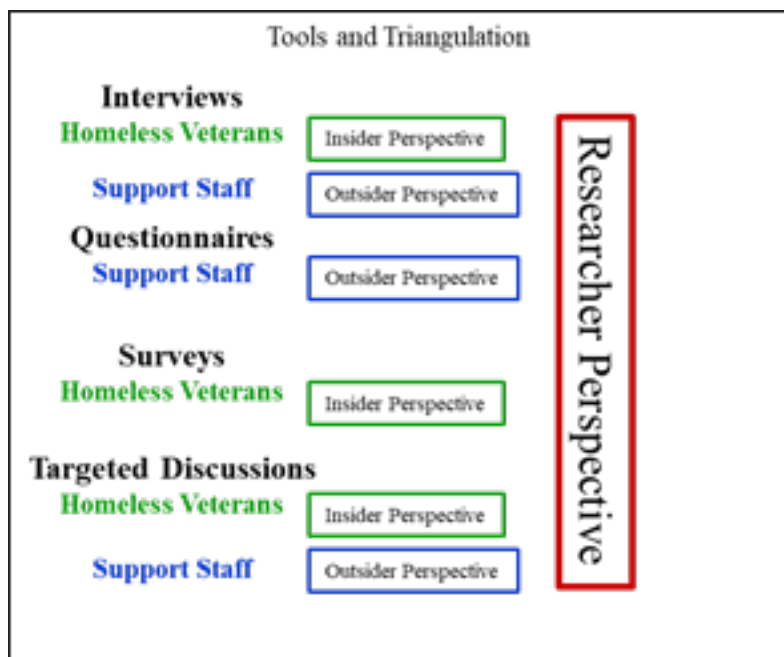 Tools and Triangulation
Interviews
Homeless Veterans
Insider Perspective
Support Staff
Outsider Perspective
Questionnaires
Support Staff
Outsider Perspective
Surveys
Homeless Veterans
Insider Perspective
Targeted Discussions
Homeless Veterans
Insider Perspective
Support Staff
Outsider Perspective
Researcher Perspective